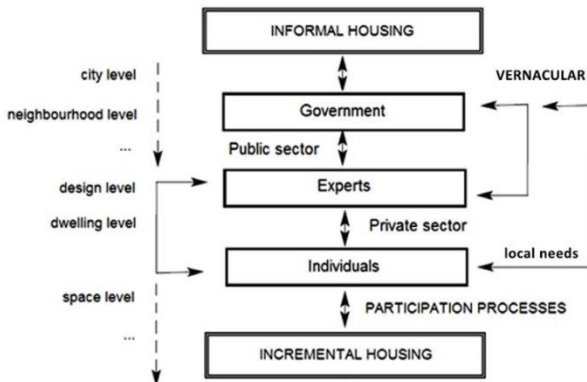 INFORMAL HOUSING
city level
VERNACULAR
neighbourhood level
Government
...
Public sector
design level
Experts
dwelling level
Private sector
local needs
Individuals
space level
PARTICIPATION PROCESSES
...
INCREMENTAL HOUSING